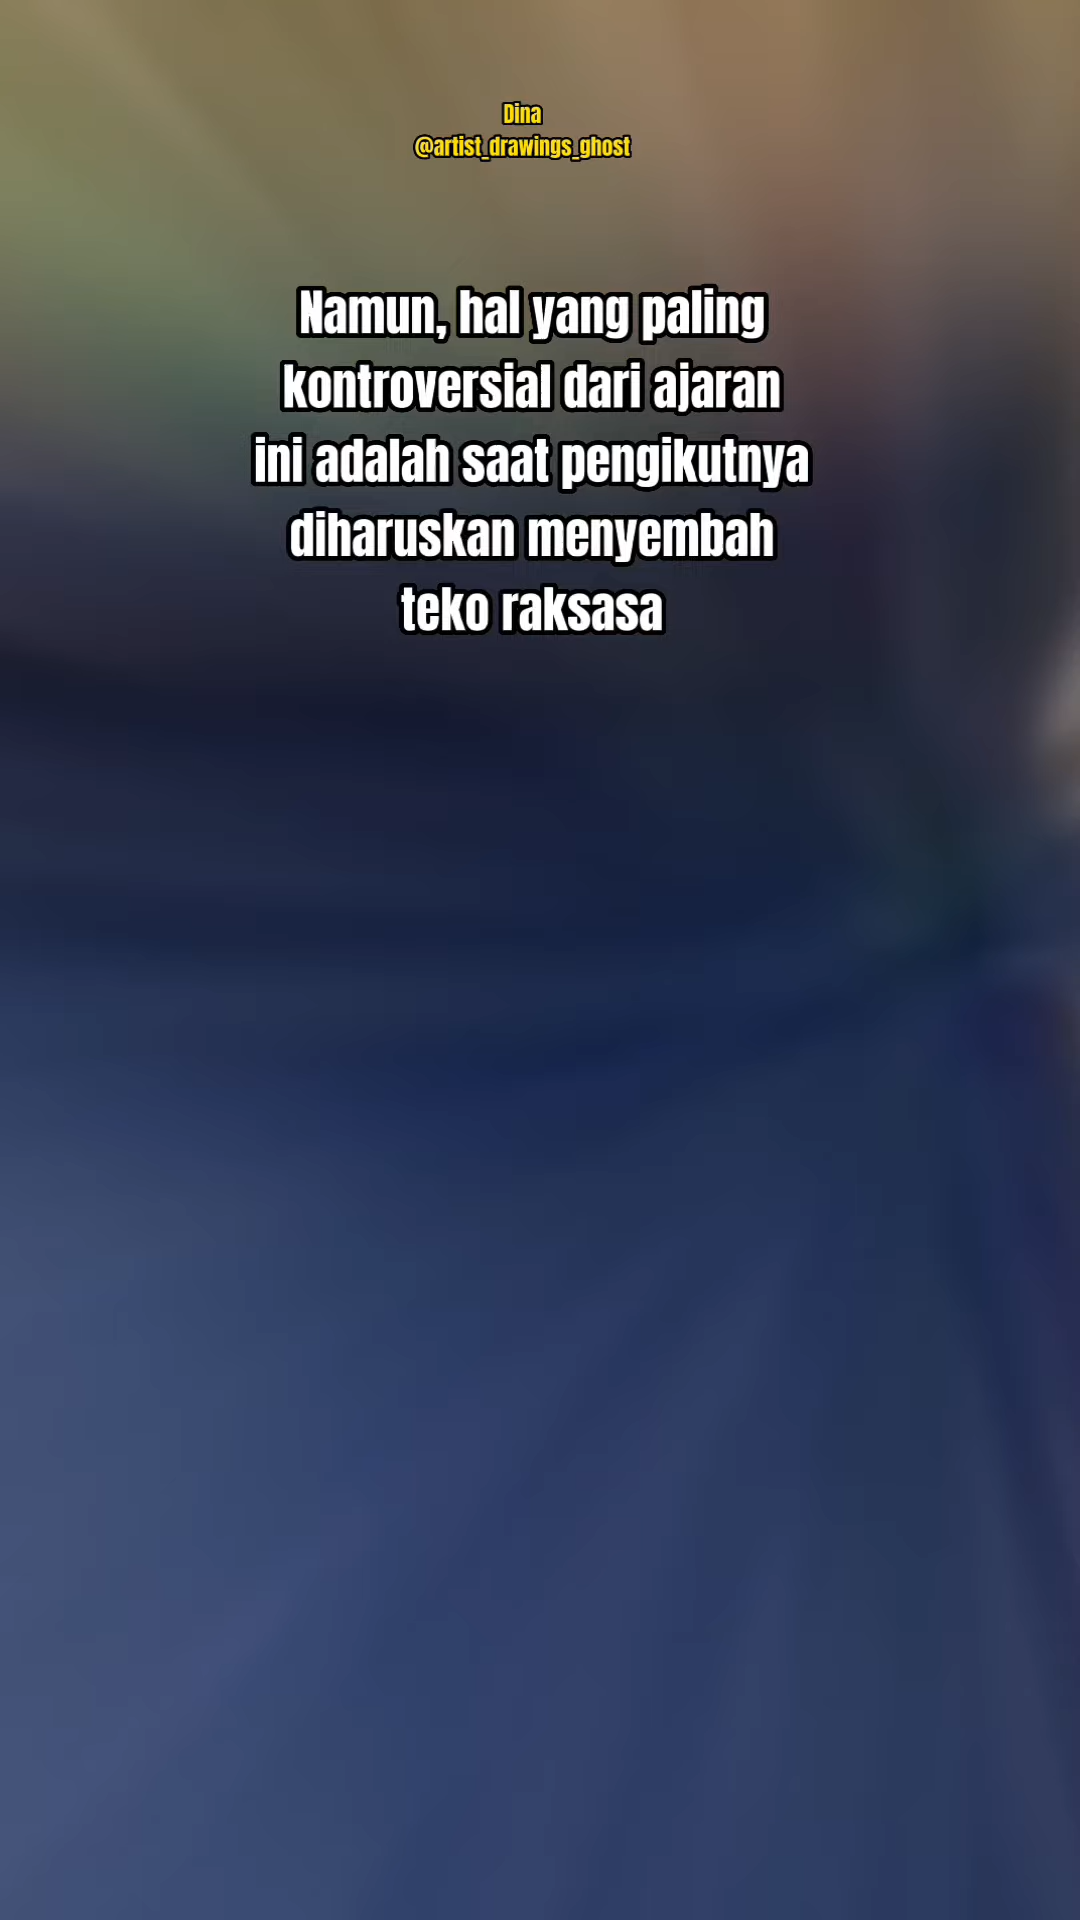 Dina
@artist_drawings_ghost
Namun, hal yang paling
kontroversial dari ajaran
ini adalah saat pengikutnya
diharuskan menyembah
teko raksasa